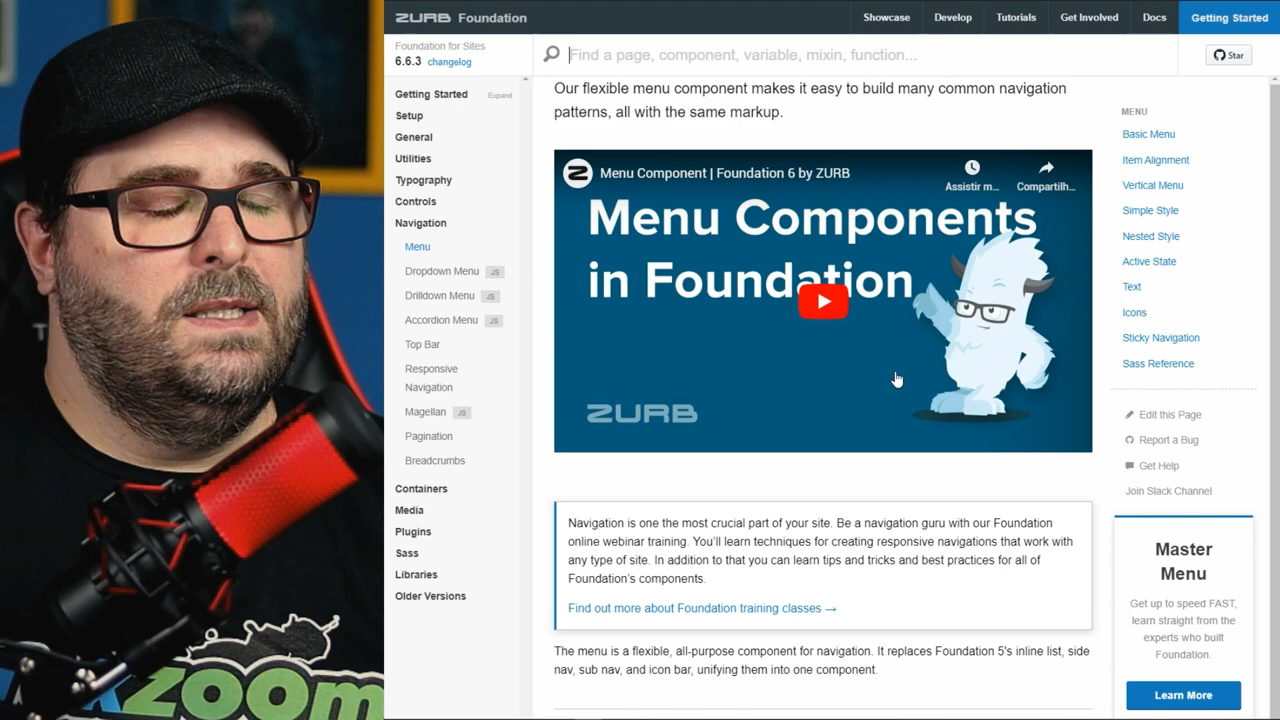 ZURB Foundation
Showcase
Develop
Tutorials
Get Involved
Docs
Getting Started
Foundation for Sites
6.6.3 changelog
Find a page, component, variable, mixin, function...
Star
Getting Started Expand
Setup
General
Utilities
Typography
Controls
Navigation
Menu
Dropdown Menu JS
Drilldown Menu JS
Accordion Menu JS
Top Bar
Responsive
Navigation
Magellan JS
Pagination
Breadcrumbs
Containers
Media
Plugins
Sass
Libraries
Older Versions
Our flexible menu component makes it easy to build many common navigation
patterns, all with the same markup.
Menu Component | Foundation 6 by ZURB
Assistir m...
Compartilh...
Menu Components
in Foundation
ZURB
Navigation is one the most crucial part of your site. Be a navigation guru with our Foundation
online webinar training. You’ll learn techniques for creating responsive navigations that work with
any type of site. In addition to that you can learn tips and tricks and best practices for all of
Foundation’s components.
Find out more about Foundation training classes →
The menu is a flexible, all-purpose component for navigation. It replaces Foundation 5's inline list, side
nav, sub nav, and icon bar, unifying them into one component.
MENU
Basic Menu
Item Alignment
Vertical Menu
Simple Style
Nested Style
Active State
Text
Icons
Sticky Navigation
Sass Reference
Edit this Page
Report a Bug
Get Help
Join Slack Channel
Master
Menu
Get up to speed FAST,
learn straight from the
experts who built
Foundation.
Learn More
zoom